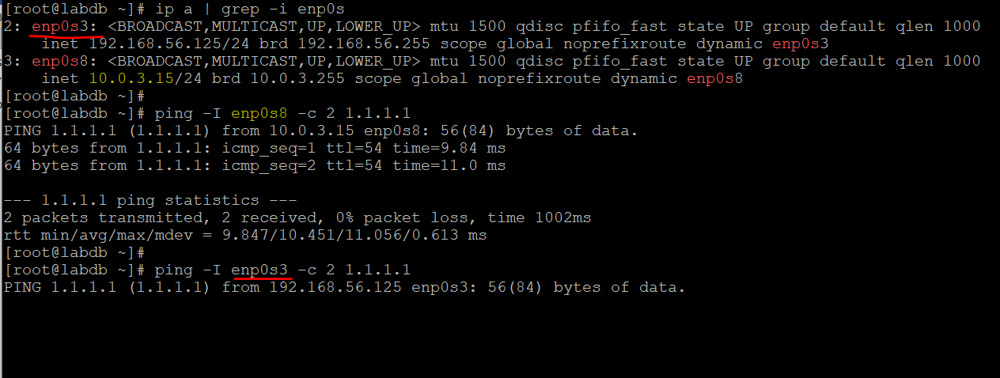 [root@labdb ~]# ip a | grep -i enp0s
2: enp0s3: <BROADCAST,MULTICAST,UP,LOWER_UP> mtu 1500 qdisc pfifo_fast state UP group default qlen 1000
inet 192.168.56.125/24 brd 192.168.56.255 scope global noprefixroute dynamic enp0s3
3: enp0s8: <BROADCAST,MULTICAST,UP,LOWER_UP> mtu 1500 qdisc pfifo_fast state UP group default qlen 1000
inet 10.0.3.15/24 brd 10.0.3.255 scope global noprefixroute dynamic enp0s8
[root@labdb ~]#
[root@labdb ~]# ping -I enp0s8 -c 2 1.1.1.1
PING 1.1.1.1 (1.1.1.1) from 10.0.3.15 enp0s8: 56(84) bytes of data.
64 bytes from 1.1.1.1: icmp_seq=1 ttl=54 time=9.84 ms
64 bytes from 1.1.1.1: icmp_seq=2 ttl=54 time=11.0 ms
--- 1.1.1.1 ping statistics ---
2 packets transmitted, 2 received, 0% packet loss, time 1002ms
rtt min/avg/max/mdev = 9.847/10.451/11.056/0.613 ms
[root@labdb ~]#
[root@labdb ~]# ping -I enp0s3 -c 2 1.1.1.1
PING 1.1.1.1 (1.1.1.1) from 192.168.56.125 enp0s3: 56(84) bytes of data.